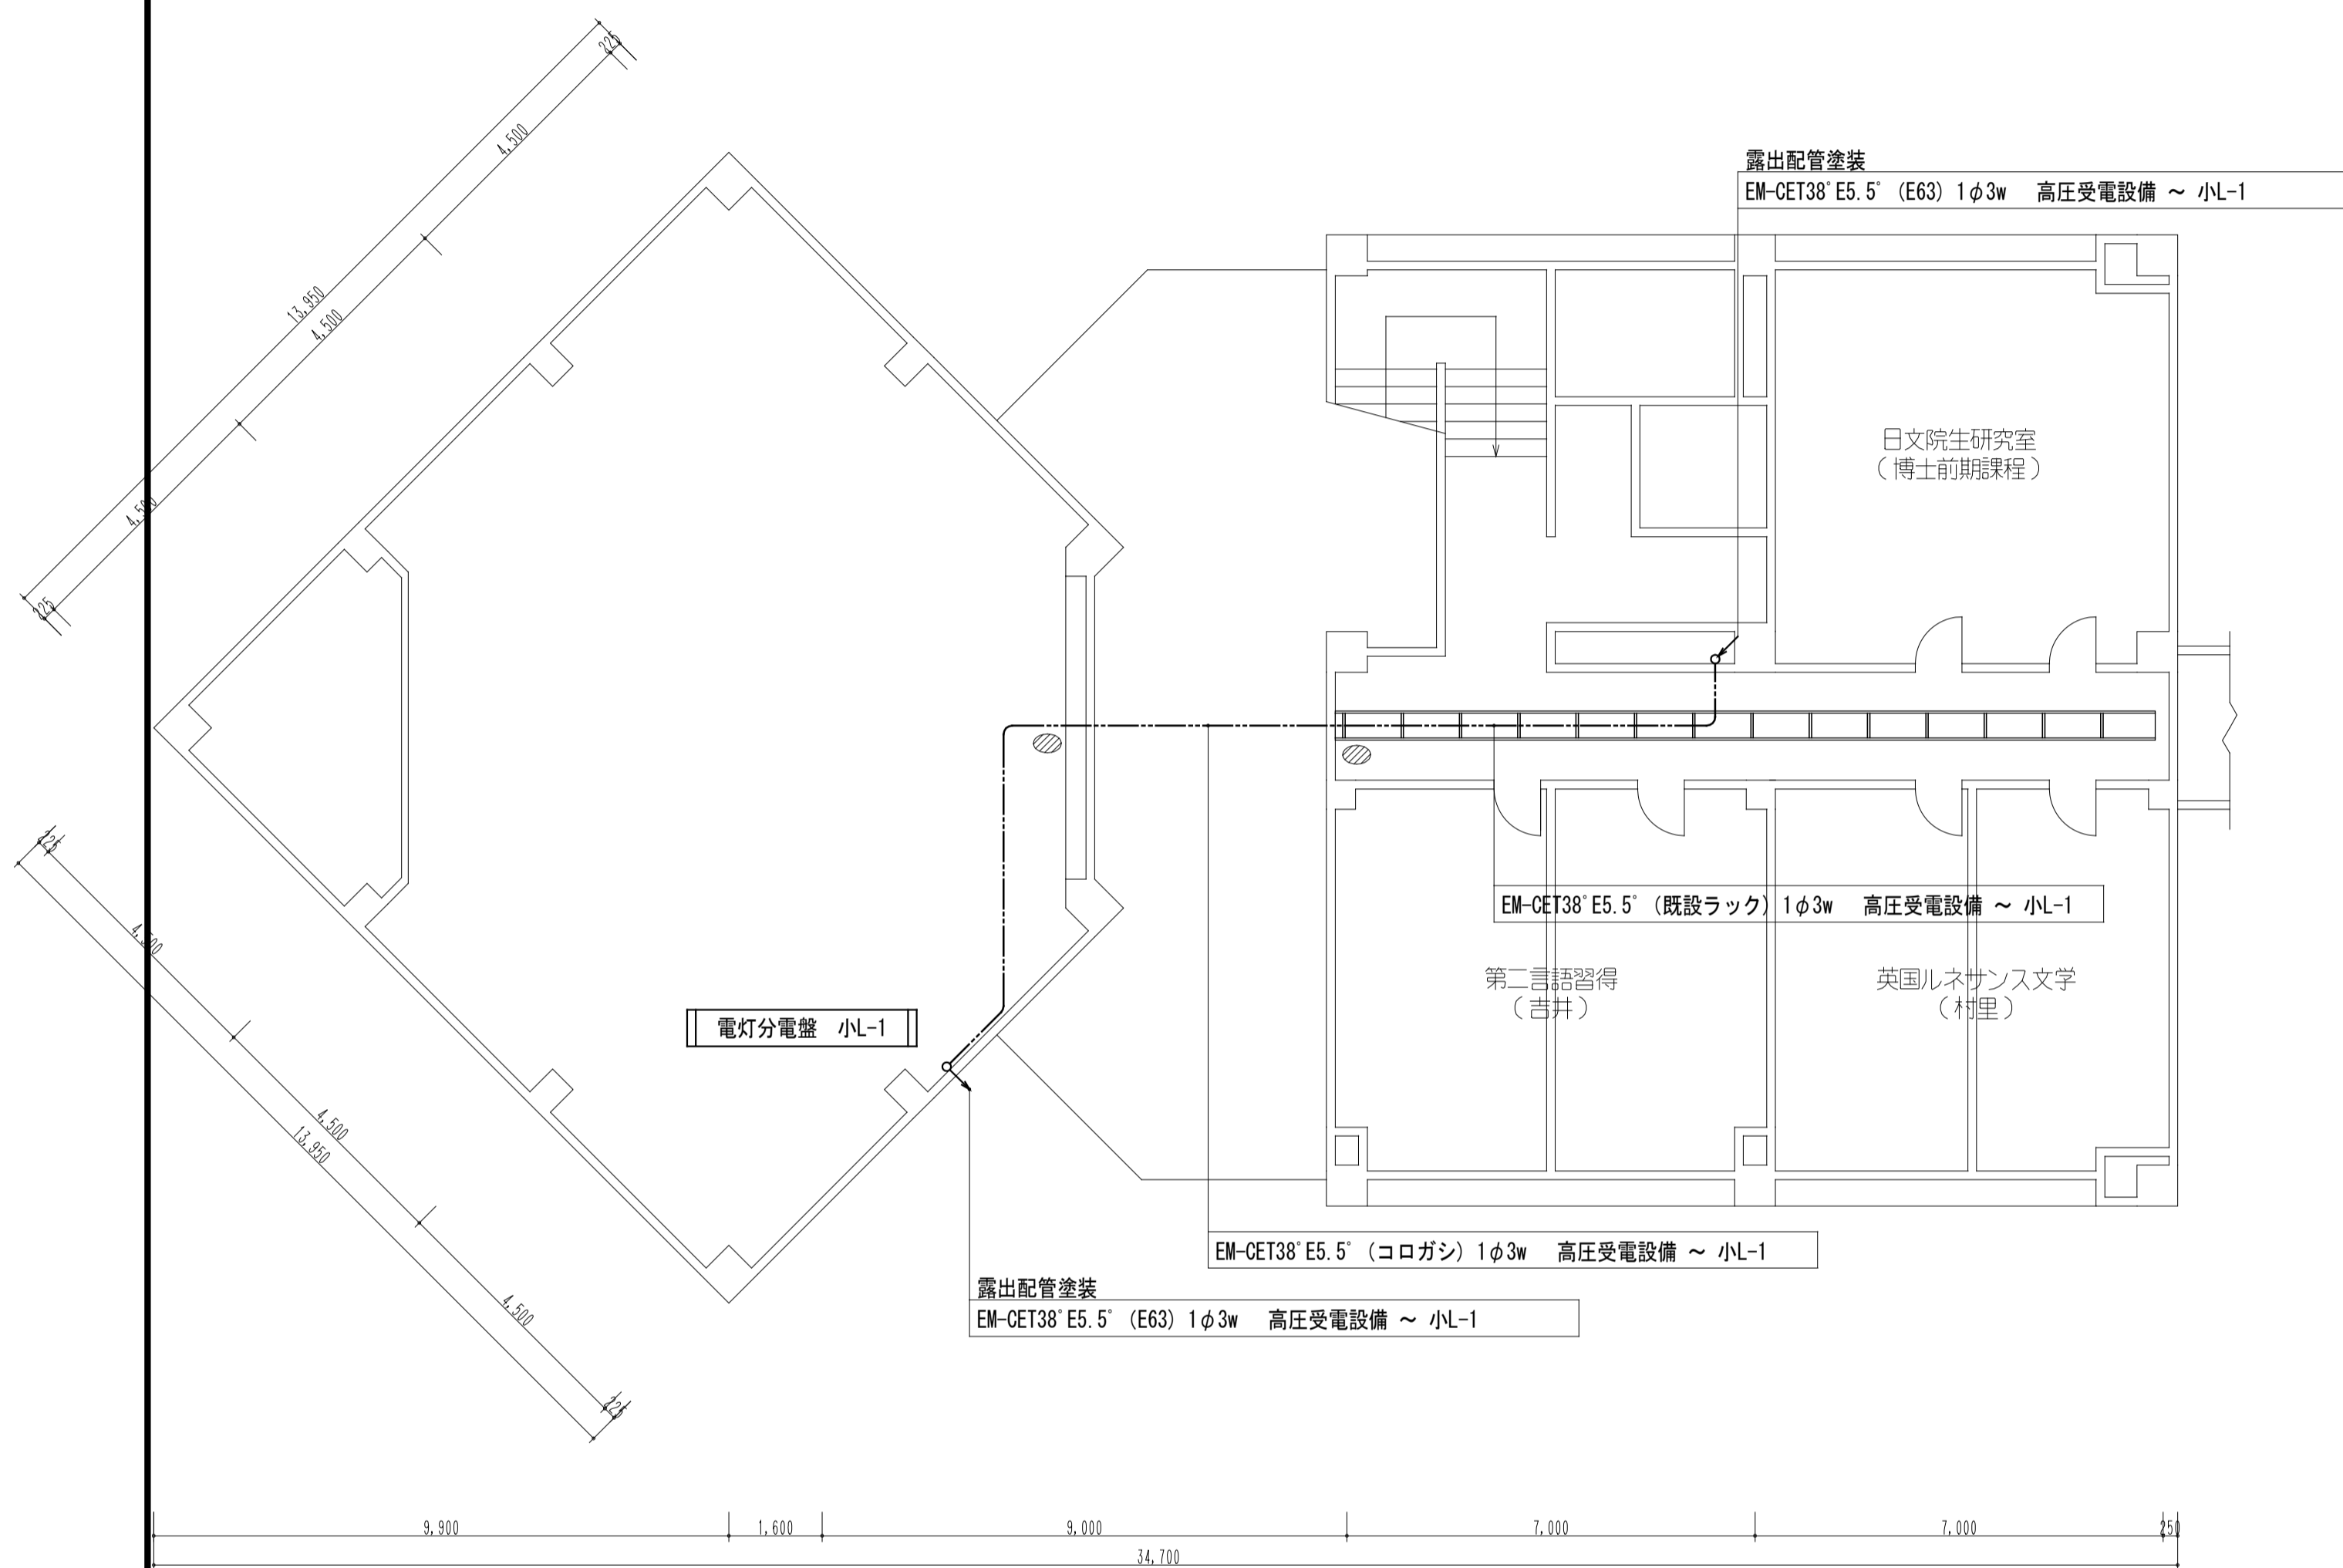 225
4,500
13,950
4,500
4,500
225
露出配管塗装
EM-CET38°E5.5°（E63）1φ3w　高圧受電設備 ～ 小L-1
日文院生研究室
（博士前期課程）
EM-CET38°E5.5°（既設ラック）1φ3w　高圧受電設備 ～ 小L-1
第二言語習得
（吉井）
英国ルネサンス文学
（村里）
電灯分電盤　小L-1
225
4,500
4,500
13,950
4,500
225
EM-CET38°E5.5°（コロガシ）1φ3w　高圧受電設備 ～ 小L-1
露出配管塗装
EM-CET38°E5.5°（E63）1φ3w　高圧受電設備 ～ 小L-1
9,900
1,600
9,000
7,000
7,000
250
34,700